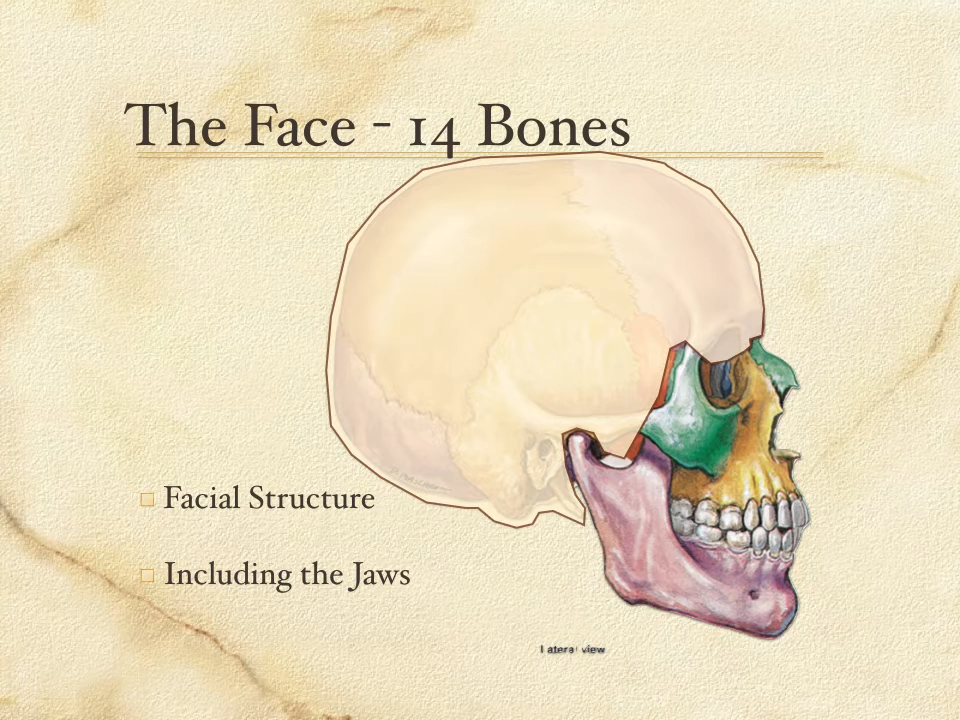 The Face - 14 Bones
Facial Structure
Including the Jaws
Lateral view